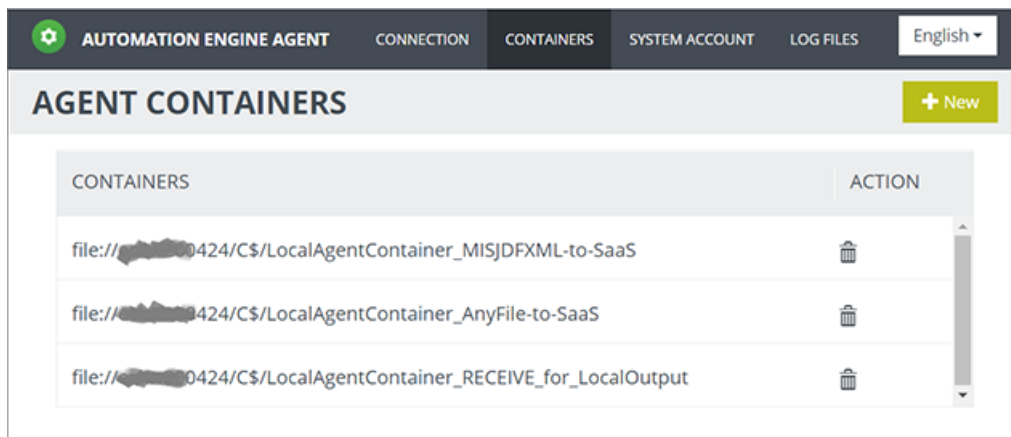 AUTOMATION ENGINE AGENT CONNECTION CONTAINERS SYSTEM ACCOUNT LOG FILES English
AGENT CONTAINERS
+ New
CONTAINERS ACTION
file://0424/C$/LocalAgentContainer_MISJDFXML-to-SaaS
file://424/C$/LocalAgentContainer_AnyFile-to-SaaS
file://0424/C$/LocalAgentContainer_RECEIVE_for_LocalOutput